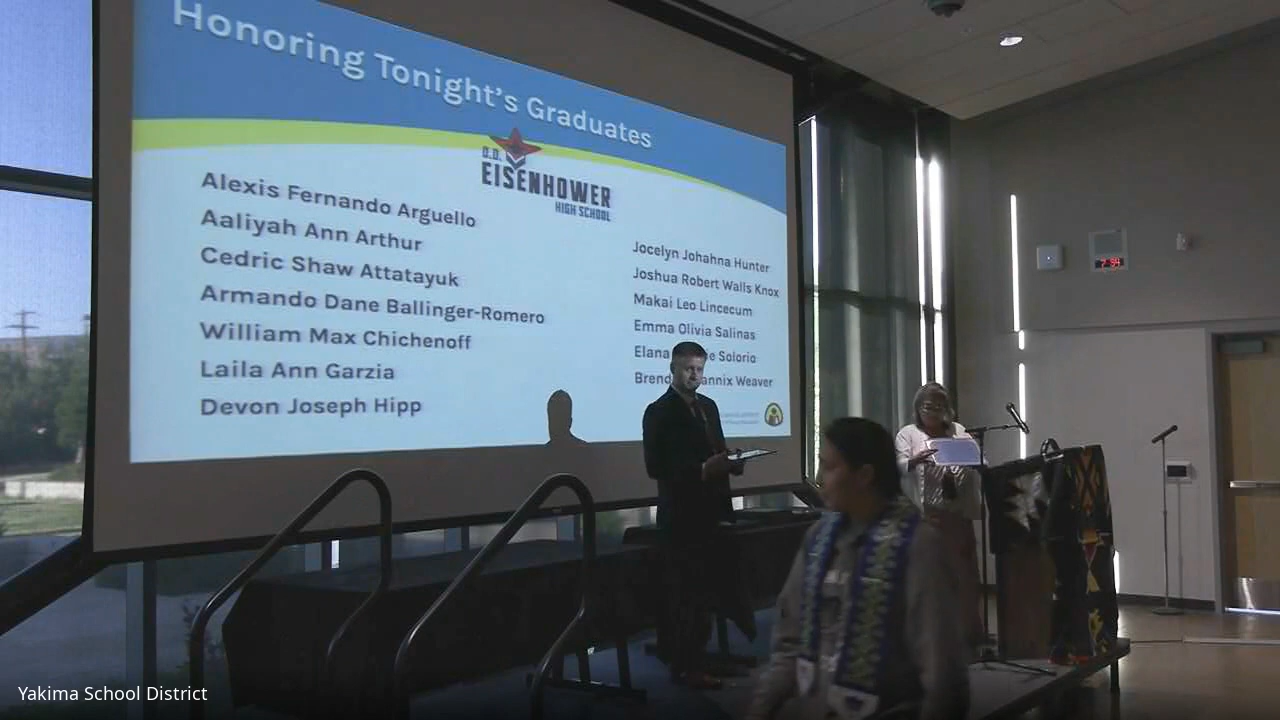 Honoring Tonight's Graduates
O.D.
EISENHOWER
HIGH SCHOOL
Alexis Fernando Arguello
Aaliyah Ann Arthur
Cedric Shaw Attatayuk
Armando Dane Ballinger-Romero
William Max Chichenoff
Laila Ann Garzia
Devon Joseph Hipp
Jocelyn Johahna Hunter
Joshua Robert Walls Knox
Makai Leo Lincecum
Emma Olivia Salinas
Elana Solorio
Weaver
Yakima School District